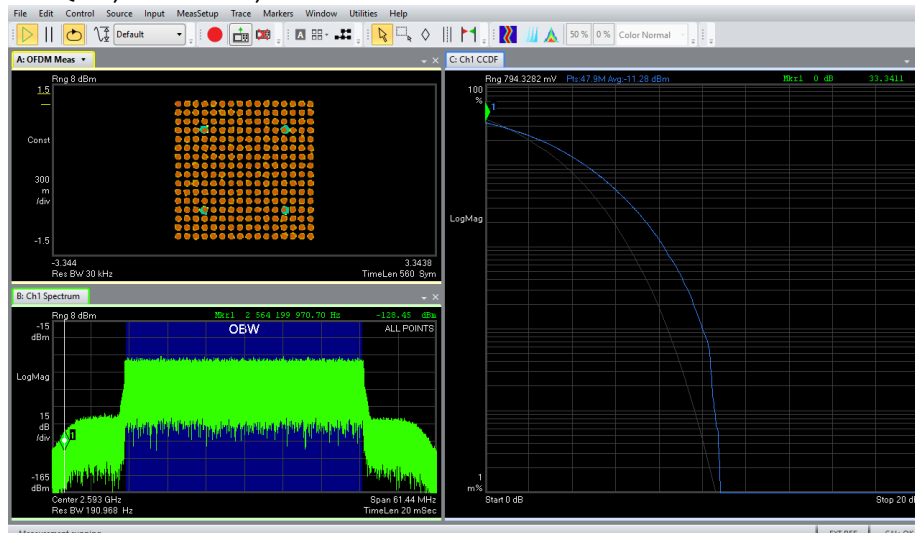 File Edit Control Source Input MeasSetup Trace Markers Window Utilities Help
Default
A
50 %
0 %
Color Normal
A: OFDM Meas
Rng 8 dBm
1.5
Const
300
m
/div
-1.5
-3.344
3.3438
Res BW 30 kHz
TimeLen 560 Sym
B: Ch1 Spectrum
Rng 8 dBm
Mkr1 2 564 199 970.70 Hz
-128.45 dBm
-15
dBm
OBW
ALL POINTS
LogMag
15
dB
/div
1
-165
dBm
Center 2.593 GHz
Span 61.44 MHz
Res BW 190.968 Hz
TimeLen 20 mSec
C: Ch1 CCDF
Rng 794.3282 mV
Pts:47.9M Avg:-11.28 dBm
Mkr1 0 dB
33.3411
100
%
1
LogMag
1
m%
Start 0 dB
Stop 20 d